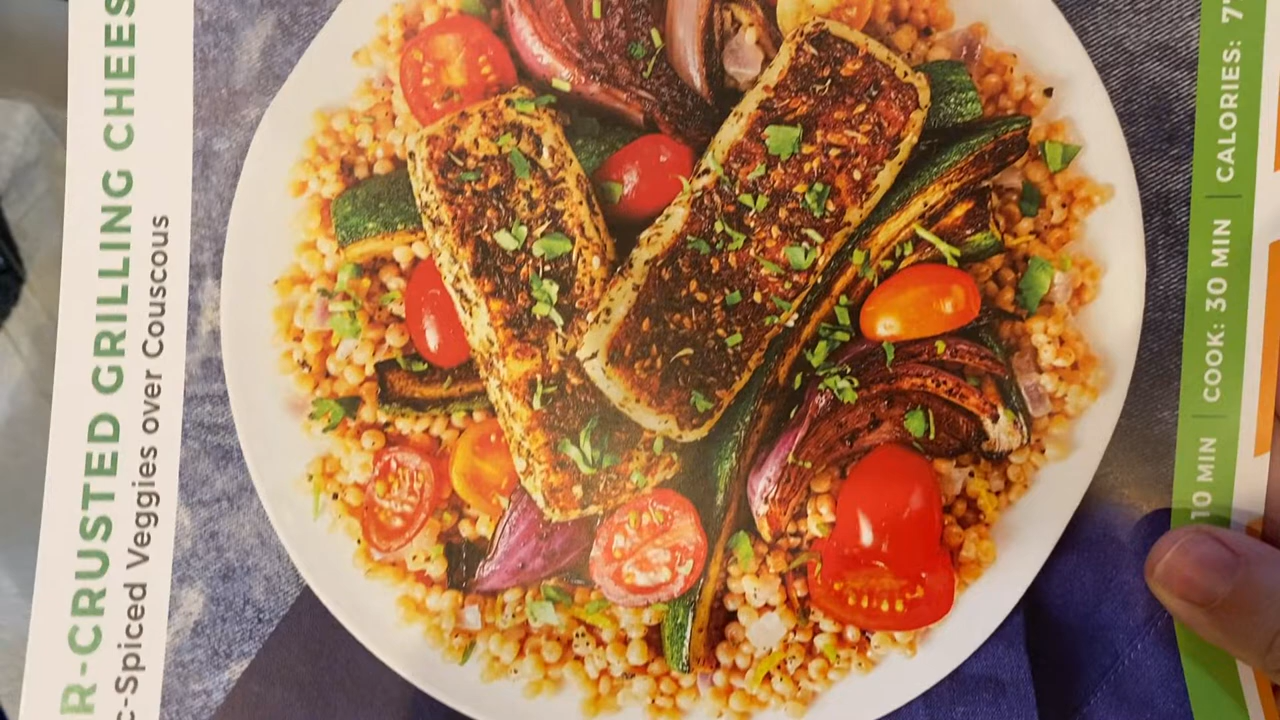 R-CRUSTED GRILLING CHEES
c-Spiced Veggies over Couscous
10 MIN | COOK: 30 MIN | CALORIES: 7